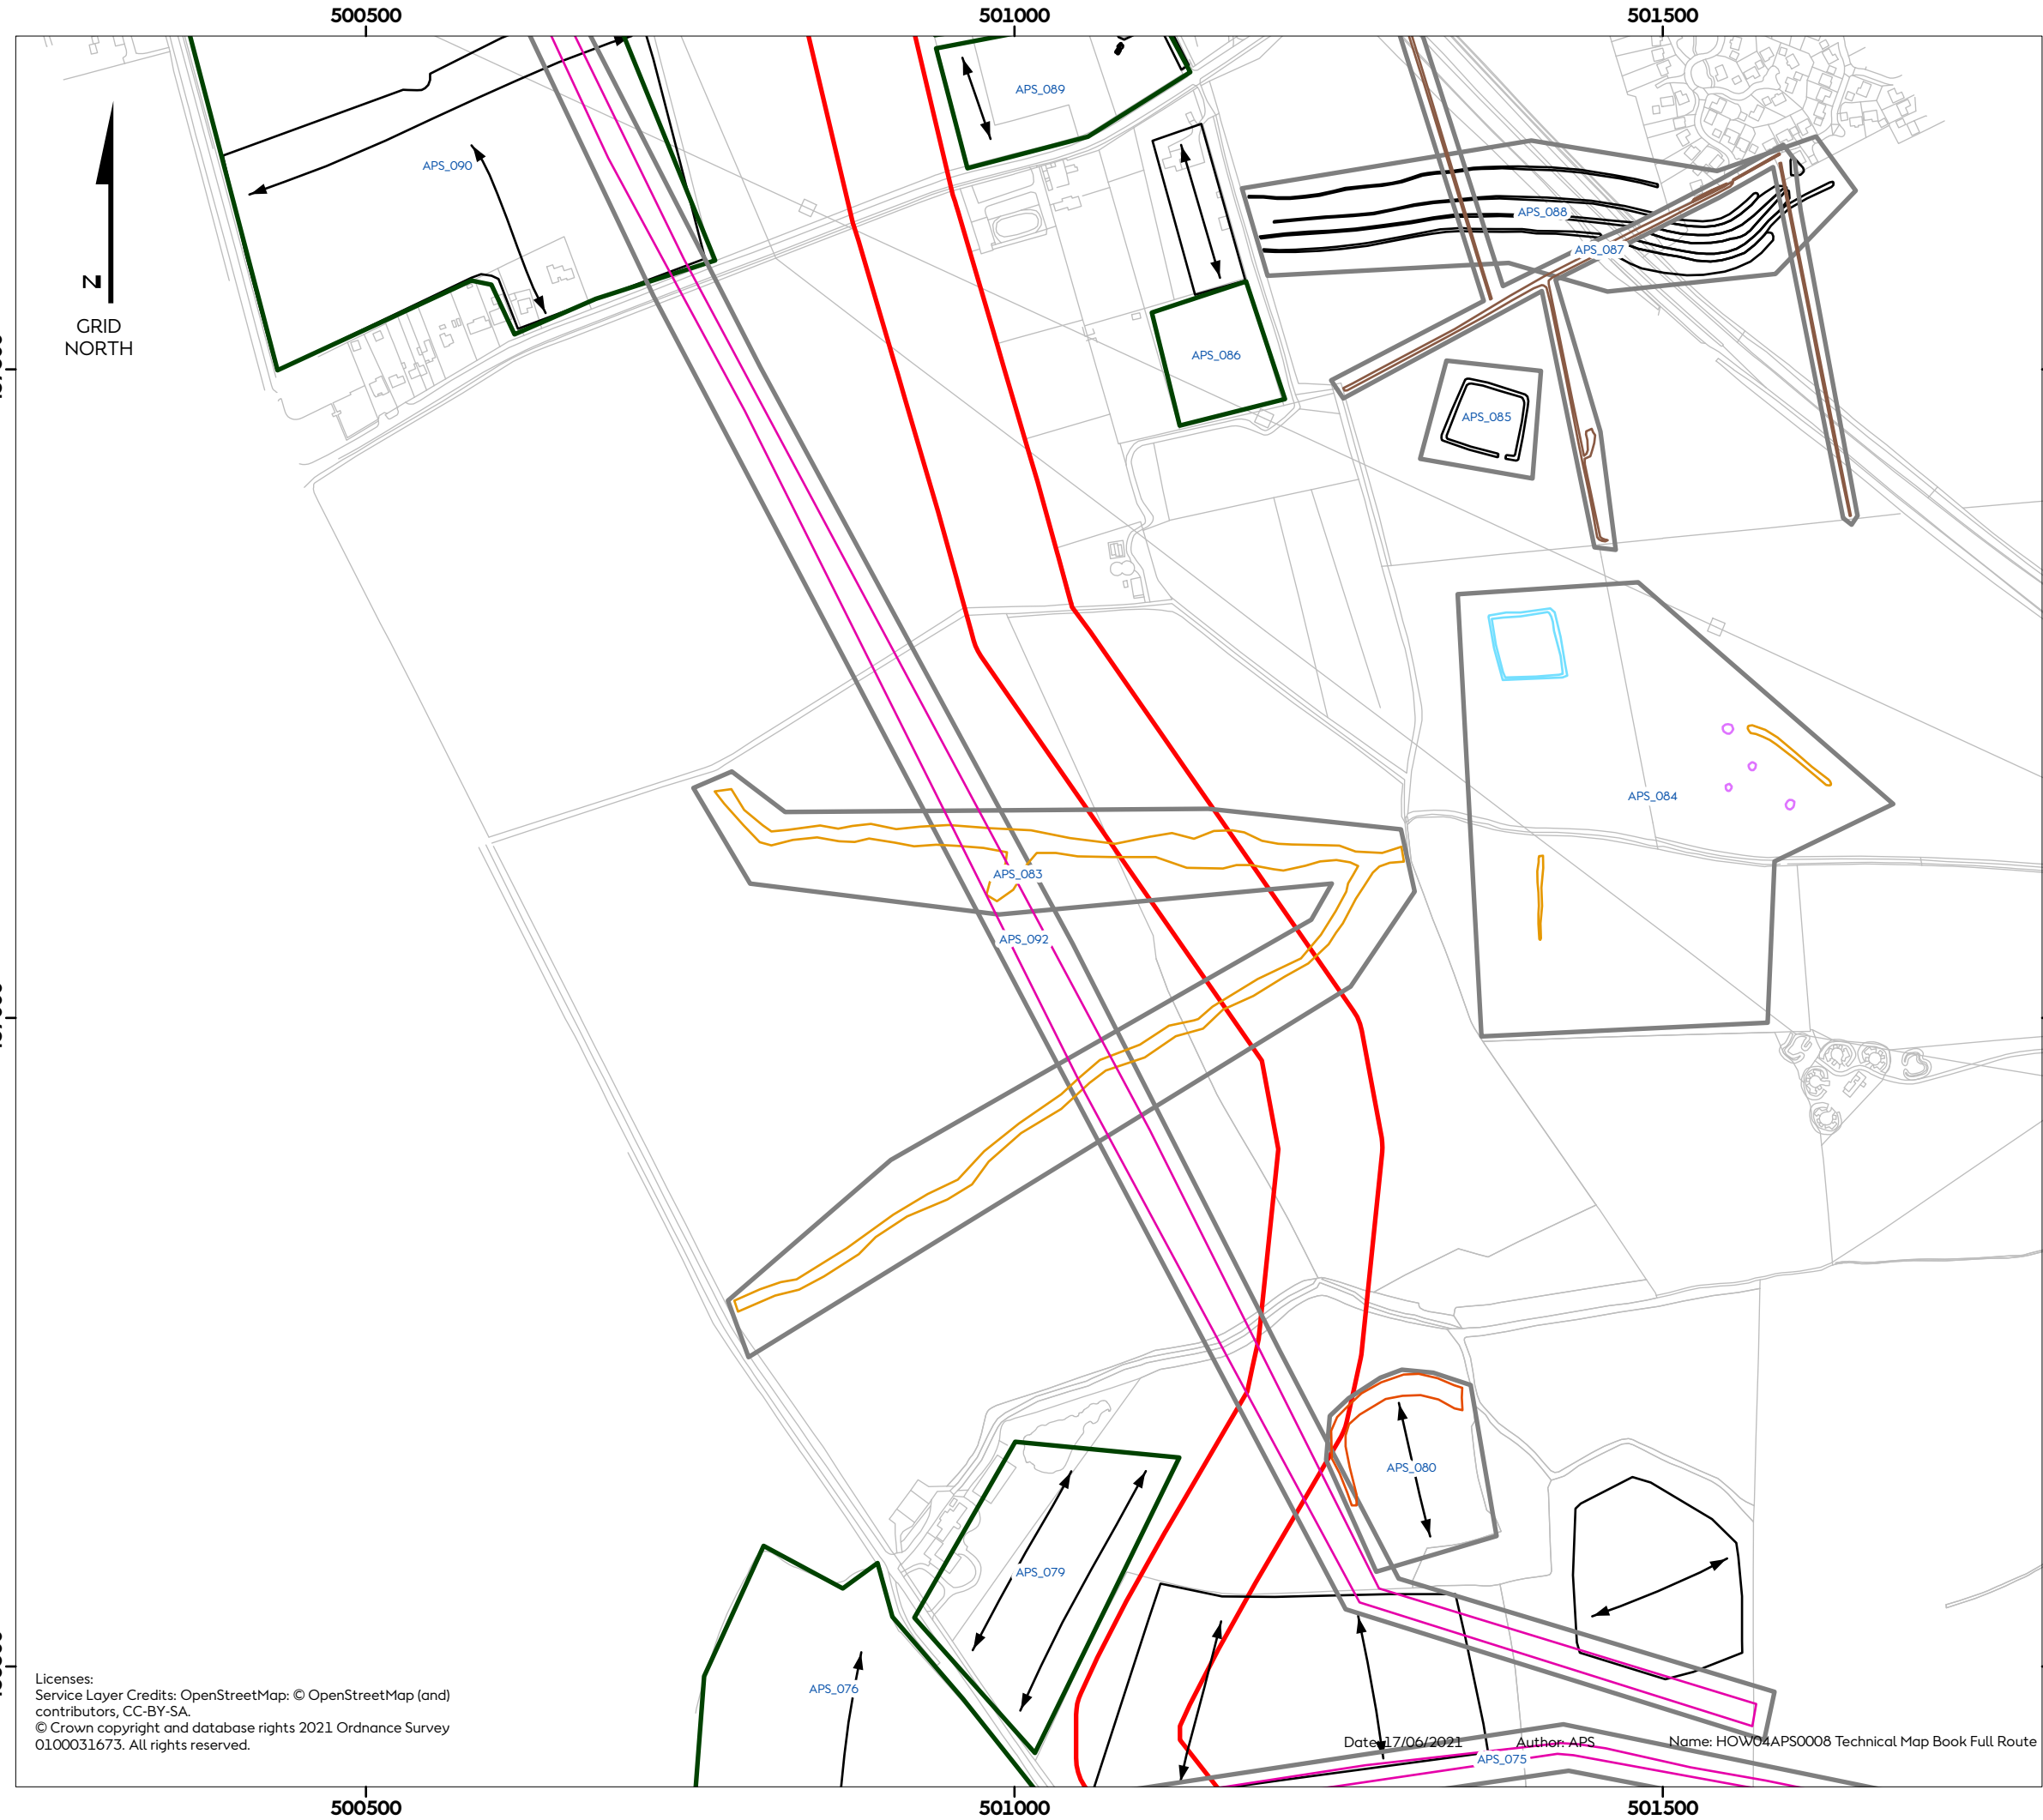 500500
501000
501500
APS_089
APS_090
APS_088
APS_087
N
GRID
NORTH
APS_086
APS_085
APS_084
APS_083
APS_092
APS_080
APS_079
APS_076
Licenses:
Service Layer Credits: OpenStreetMap: © OpenStreetMap (and)
contributors, CC-BY-SA.
© Crown copyright and database rights 2021 Ordnance Survey
0100031673. All rights reserved.
Date: 17/06/2021 Author: APS Name: HOW04APS0008 Technical Map Book Full Route
APS_075
500500
501000
501500